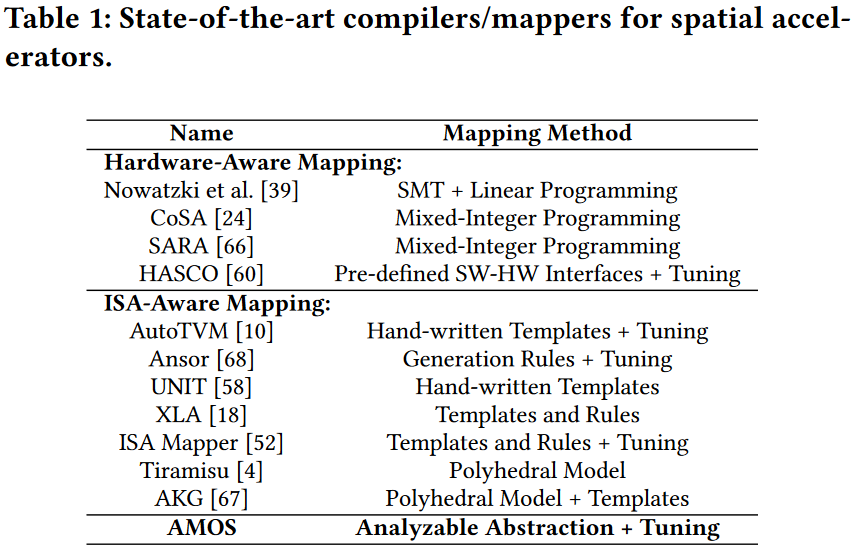 Table 1: State-of-the-art compilers/mappers for spatial accel-
erators.
Name Mapping Method
Hardware-Aware Mapping:
Nowatzki et al. [39] SMT + Linear Programming
CoSA [24] Mixed-Integer Programming
SARA [66] Mixed-Integer Programming
HASCO [60] Pre-defined SW-HW Interfaces + Tuning
ISA-Aware Mapping:
AutoTVM [10] Hand-written Templates + Tuning
Ansor [68] Generation Rules + Tuning
UNIT [58] Hand-written Templates
XLA [18] Templates and Rules
ISA Mapper [52] Templates and Rules + Tuning
Tiramisu [4] Polyhedral Model
AKG [67] Polyhedral Model + Templates
AMOS Analyzable Abstraction + Tuning